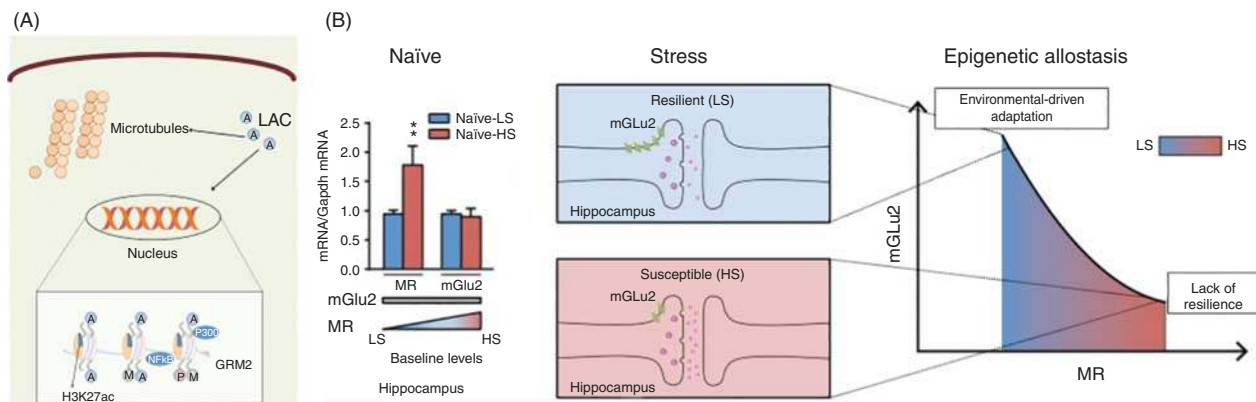 (A)
LAC
A
A
A
Microtubules
Nucleus
A
A
A
P300
NFkB
GRM2
A
M
A
P
M
H3K27ac
(B)
Naïve
Stress
Epigenetic allostasis
Naïve-LS
Naïve-HS
**
mRNA/Gapdh mRNA
2.5
2.0
1.5
1.0
0.5
0.0
MR
mGlu2
mGlu2
MR
LS
HS
Baseline levels
Hippocampus
Resilient (LS)
mGLu2
Hippocampus
Susceptible (HS)
mGLu2
Hippocampus
Environmental-driven
adaptation
LS
HS
mGLu2
Lack of
resilience
MR